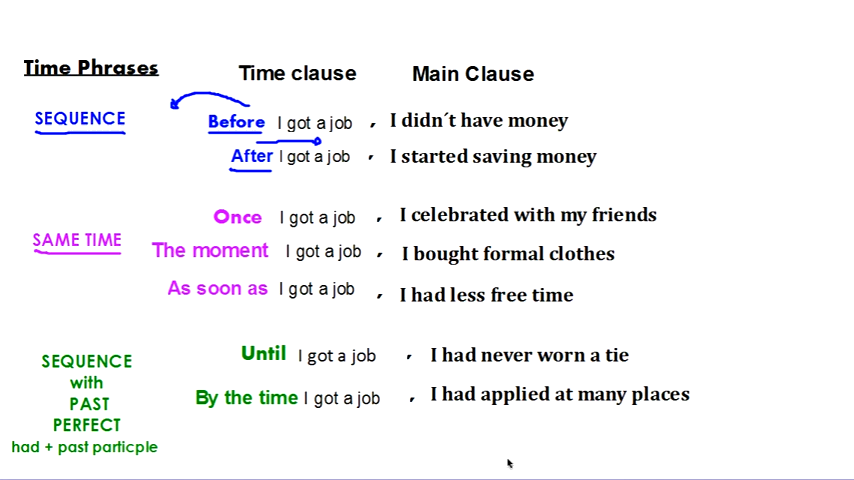 Time Phrases Time clause Main Clause
SEQUENCE Before I got a job , I didn´t have money
After I got a job , I started saving money
Once I got a job , I celebrated with my friends
SAME TIME The moment I got a job , I bought formal clothes
As soon as I got a job , I had less free time
Until I got a job , I had never worn a tie
SEQUENCE
with
PAST By the time I got a job , I had applied at many places
PERFECT
had + past particple